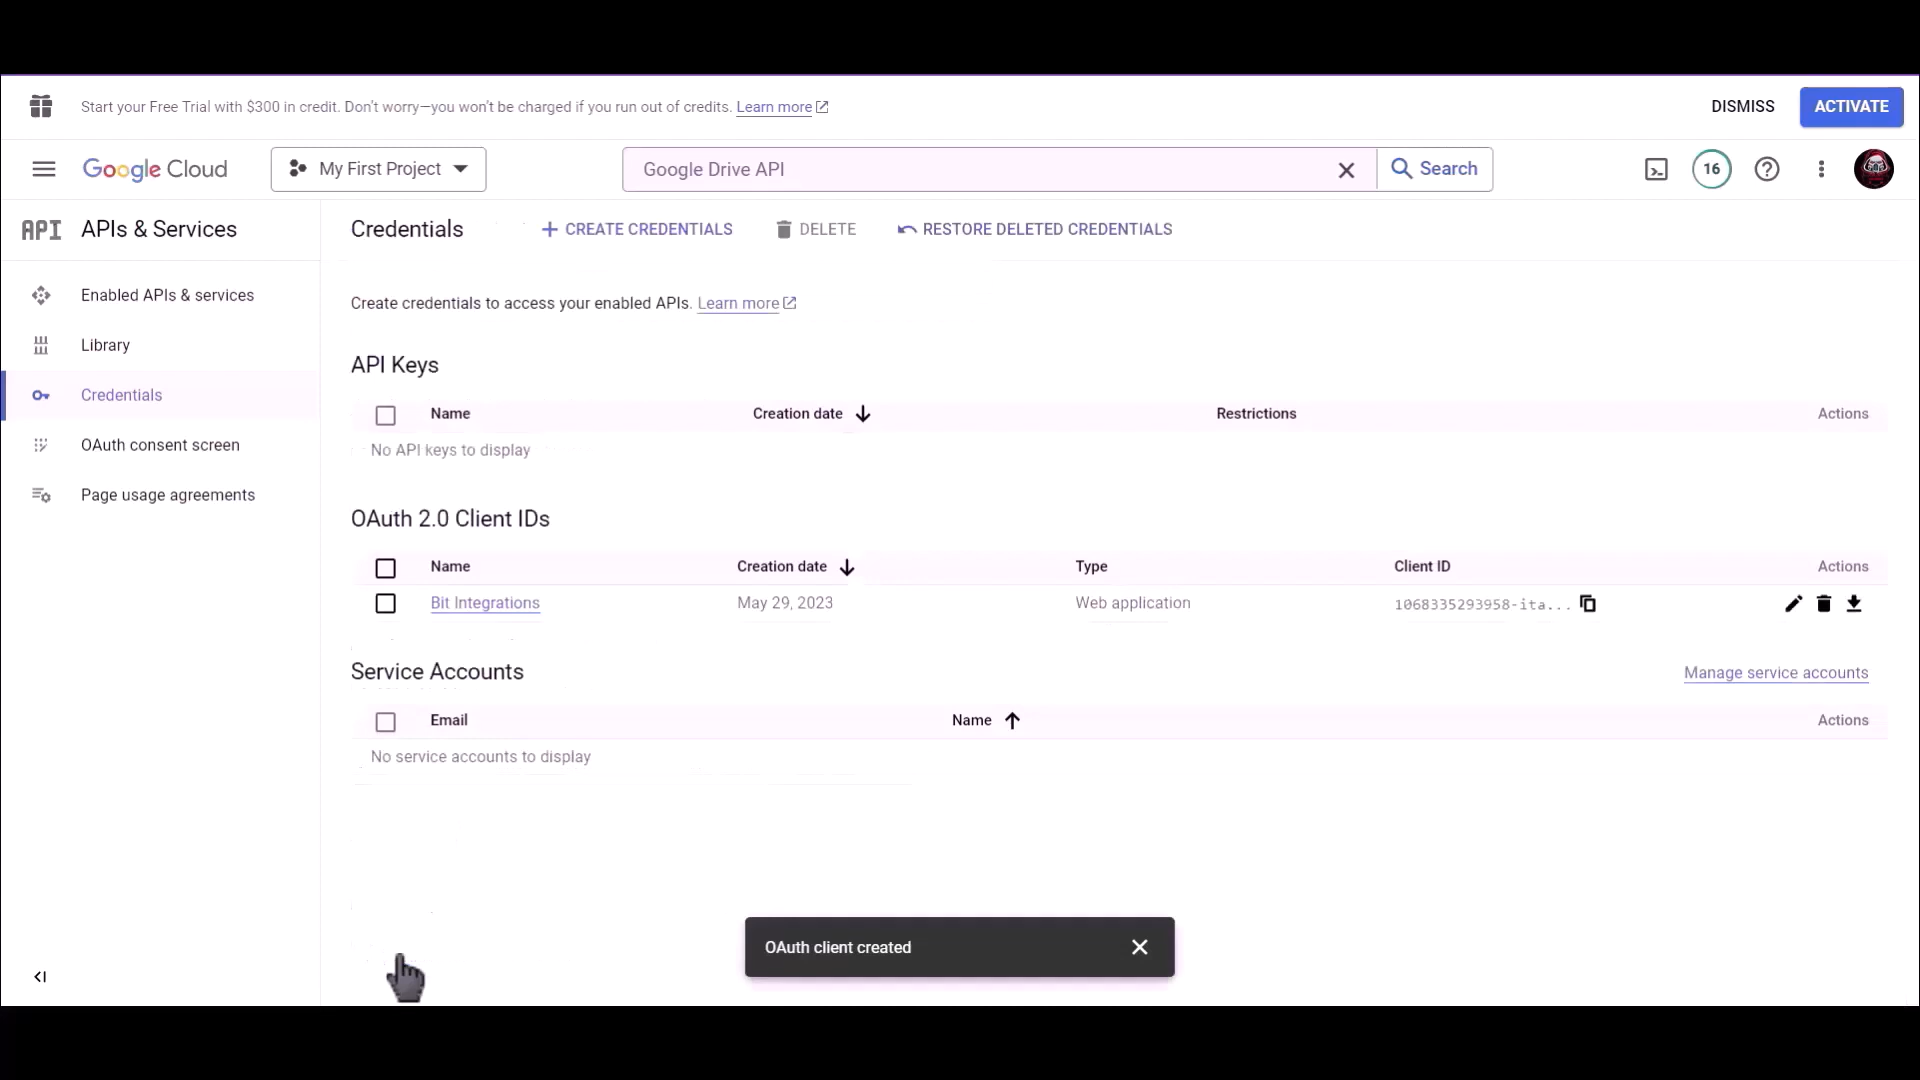 Start your Free Trial with $300 in credit. Don't worry—you won't be charged if you run out of credits. Learn more
DISMISS
ACTIVATE
Google Cloud
My First Project
Google Drive API
Search
16
API
APIs & Services
Credentials
CREATE CREDENTIALS
DELETE
RESTORE DELETED CREDENTIALS
Enabled APIs & services
Library
Credentials
OAuth consent screen
Page usage agreements
Create credentials to access your enabled APIs. Learn more
API Keys
Name
Creation date
Restrictions
Actions
No API keys to display
OAuth 2.0 Client IDs
Name
Creation date
Type
Client ID
Actions
Bit Integrations
May 29, 2023
Web application
1068335293958-ita...
Service Accounts
Manage service accounts
Email
Name
Actions
No service accounts to display
OAuth client created